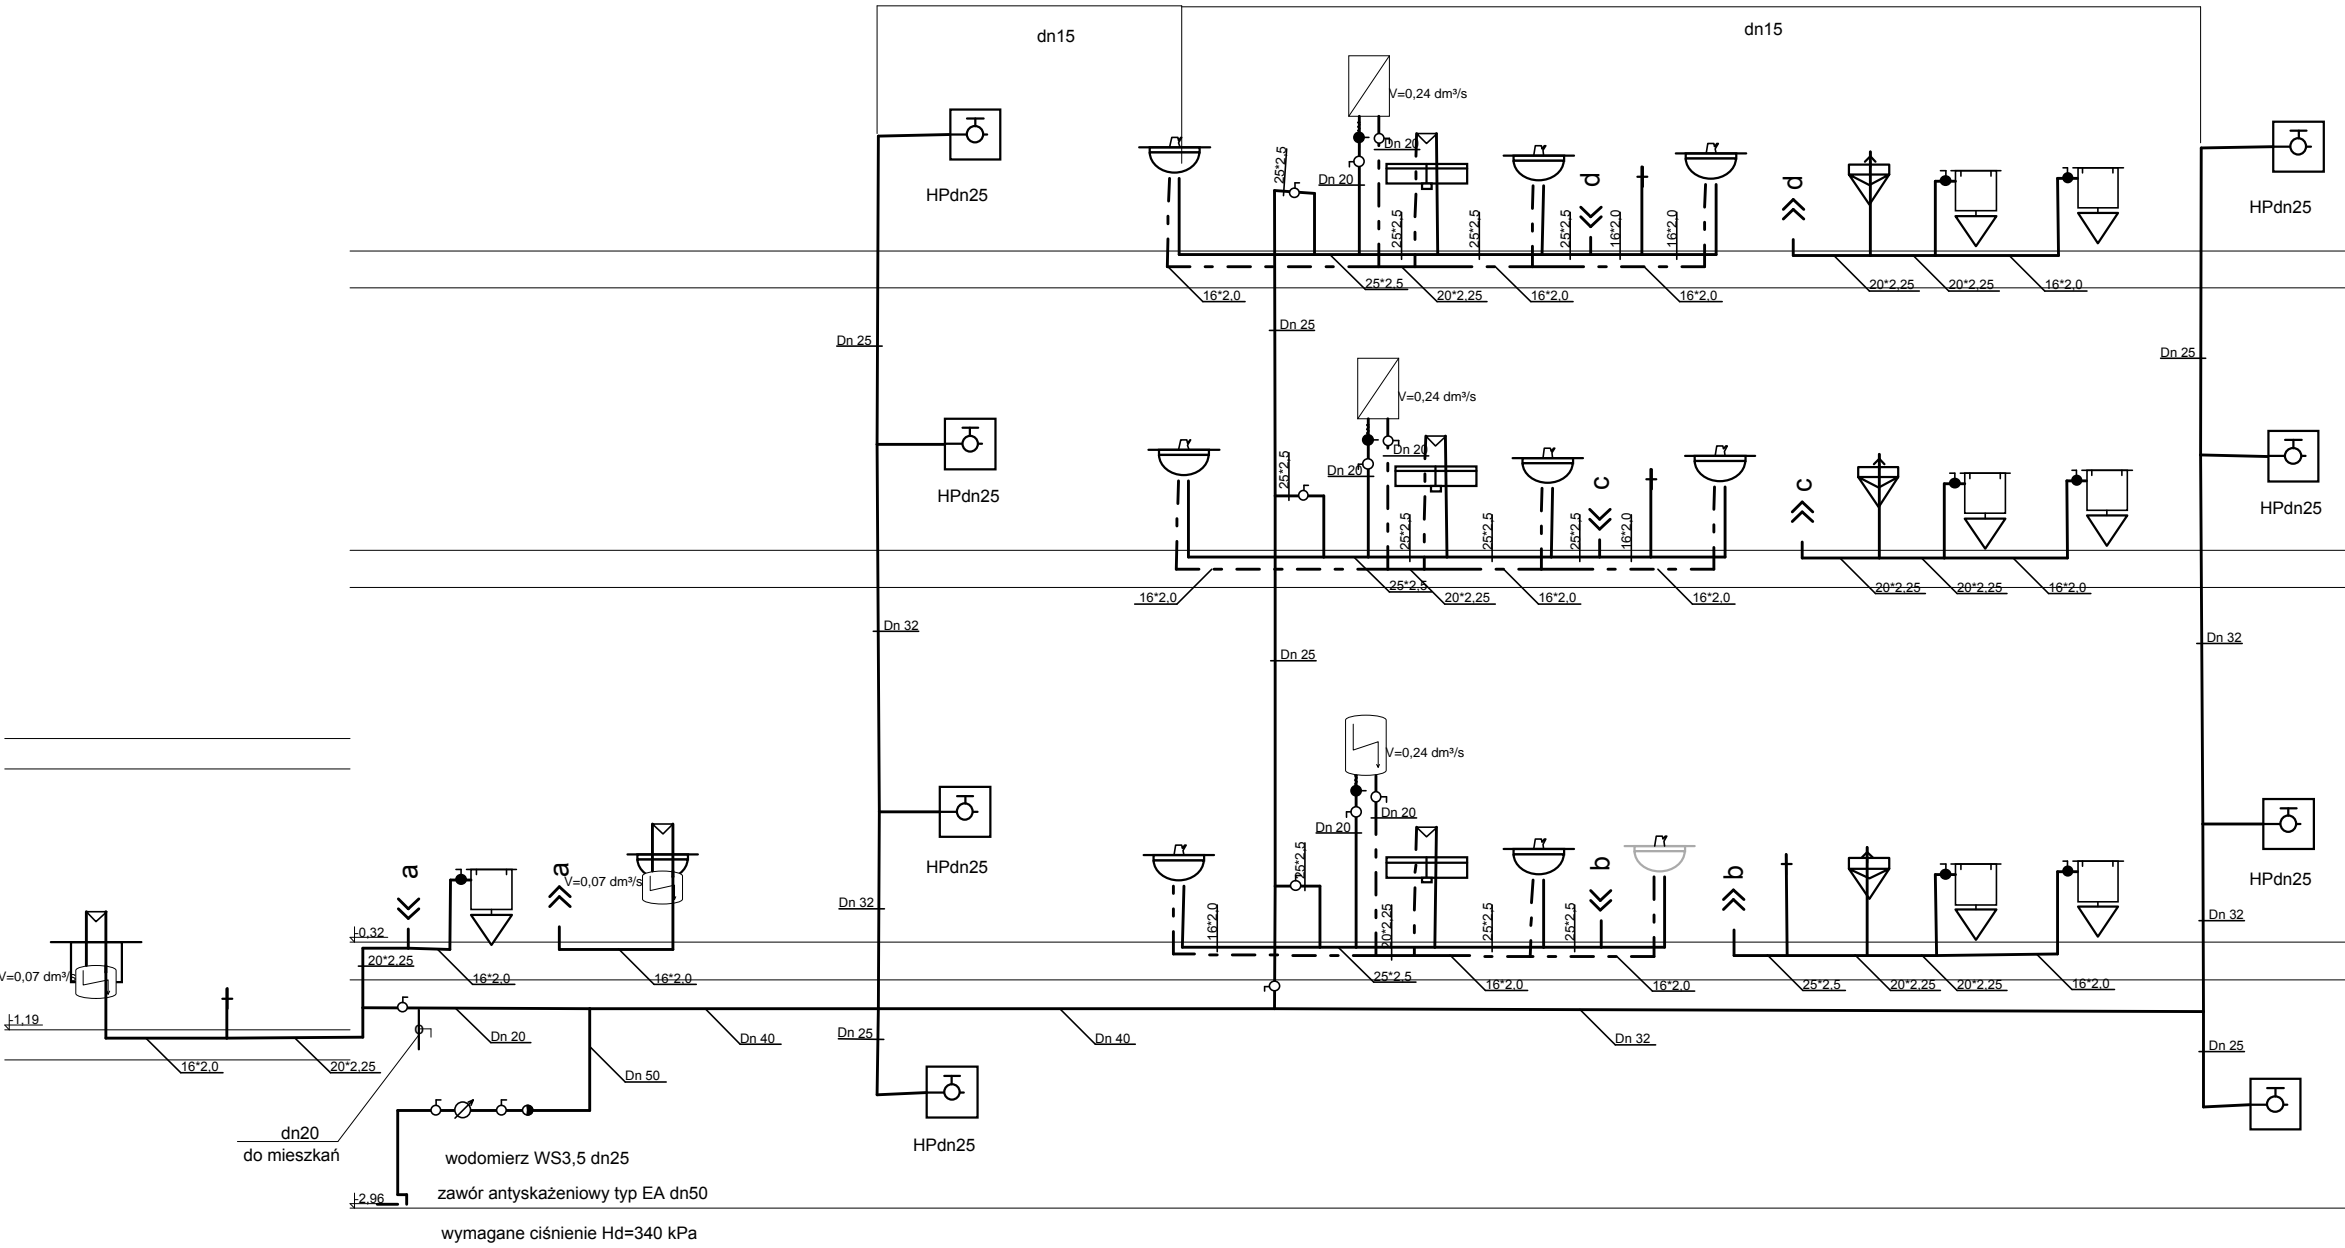 dn15
dn15
V=0,24 dm³/s
Dn 20
Dn 20
25*2,5
d
d
HPdn25
HPdn25
25*2,5
25*2,5
25*2,5
16*2,0
16*2,0
16*2,0
25*2,5
20*2,25
16*2,0
16*2,0
20*2,25
20*2,25
16*2,0
Dn 25
Dn 25
Dn 25
V=0,24 dm³/s
Dn 20
Dn 20
25*2,5
c
c
HPdn25
HPdn25
25*2,5
25*2,5
25*2,5
16*2,0
16*2,0
25*2,5
20*2,25
16*2,0
16*2,0
20*2,25
20*2,25
16*2,0
Dn 32
Dn 32
Dn 25
V=0,24 dm³/s
Dn 20
Dn 20
25*2,5
a
a
V=0,07 dm³/s
b
b
HPdn25
HPdn25
Dn 32
Dn 32
16*2,0
20*2,25
25*2,5
25*2,5
-0,32
20*2,25
16*2,0
16*2,0
V=0,07 dm³/s
25*2,5
16*2,0
16*2,0
25*2,5
20*2,25
20*2,25
16*2,0
-1,19
Dn 20
Dn 40
Dn 25
Dn 40
Dn 32
Dn 25
16*2,0
20*2,25
Dn 50
dn20
do mieszkań
HPdn25
wodomierz WS3,5 dn25
zawór antyskażeniowy typ EA dn50
-2,96
wymagane ciśnienie Hd=340 kPa